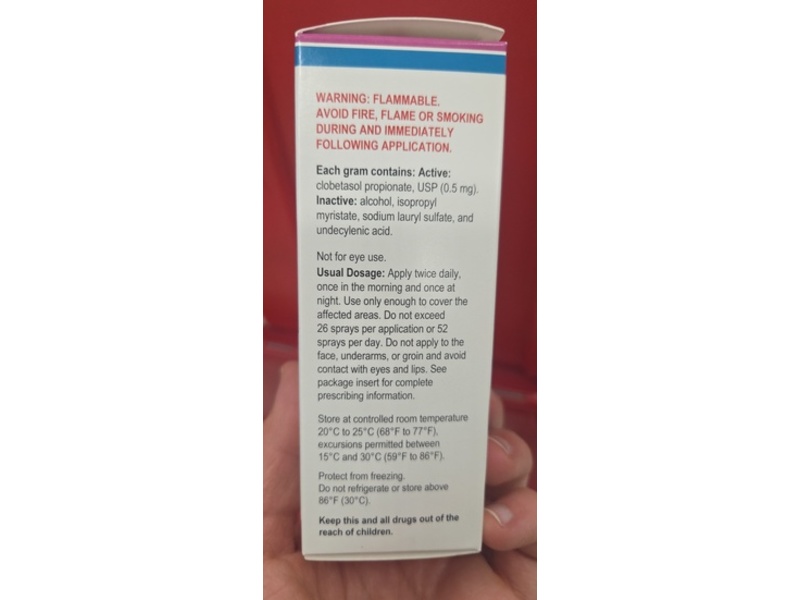 WARNING: FLAMMABLE.
AVOID FIRE, FLAME OR SMOKING
DURING AND IMMEDIATELY
FOLLOWING APPLICATION.
Each gram contains: Active:
clobetasol propionate, USP (0.5 mg).
Inactive: alcohol, isopropyl
myristate, sodium lauryl sulfate, and
undecylenic acid.
Not for eye use.
Usual Dosage: Apply twice daily,
once in the morning and once at
night. Use only enough to cover the
affected areas. Do not exceed
26 sprays per application or 52
sprays per day. Do not apply to the
face, underarms, or groin and avoid
contact with eyes and lips. See
package insert for complete
prescribing information.
Store at controlled room temperature
20°C to 25°C (68°F to 77°F),
excursions permitted between
15°C and 30°C (59°F to 86°F).
Protect from freezing.
Do not refrigerate or store above
86°F (30°C).
Keep this and all drugs out of the
reach of children.